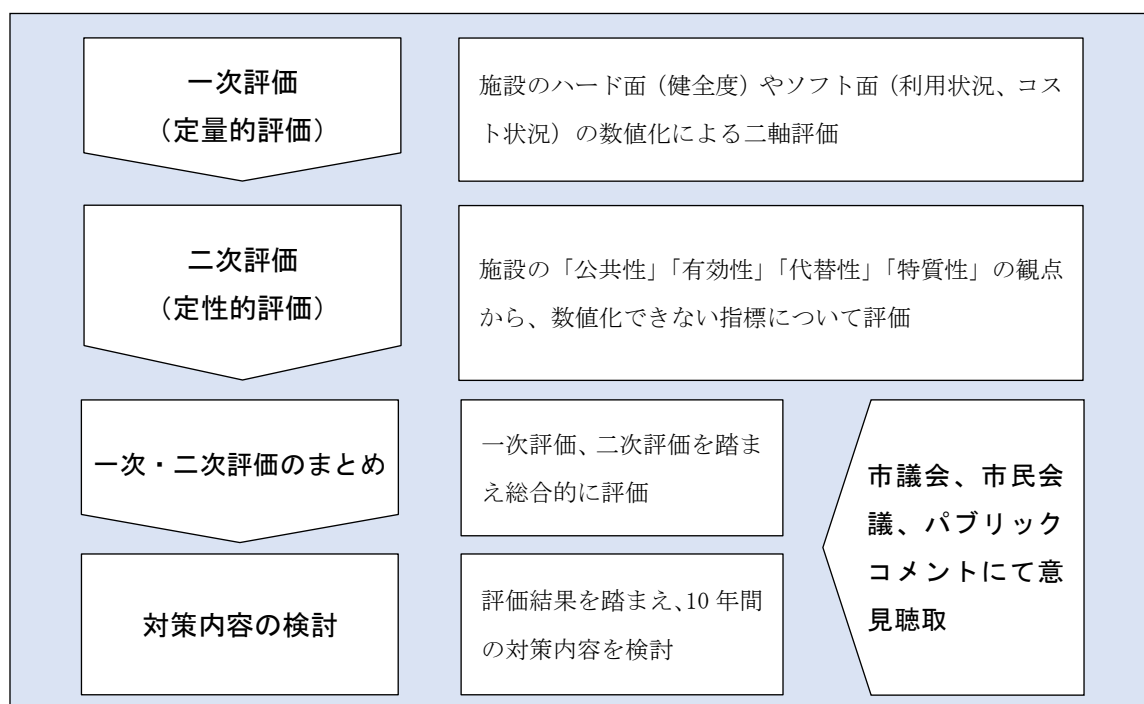 一次評価
（定量的評価）
施設のハード面（健全度）やソフト面（利用状況、コス
ト状況）の数値化による二軸評価
二次評価
（定性的評価）
施設の「公共性」「有効性」「代替性」「特質性」の観点
から、数値化できない指標について評価
一次・二次評価のまとめ
一次評価、二次評価を踏ま
え総合的に評価
対策内容の検討
評価結果を踏まえ、10 年間
の対策内容を検討
市議会、市民会
議、パブリック
コメントにて意
見聴取